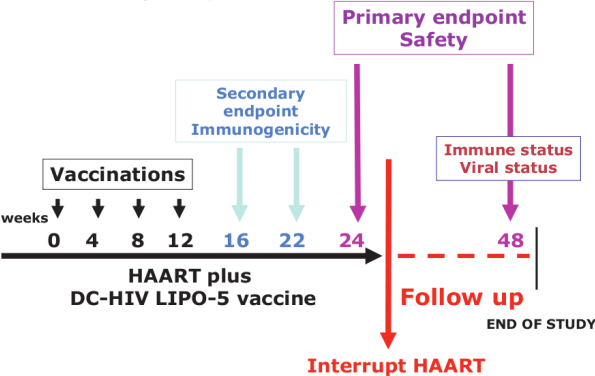 Primary endpoint
Safety
Secondary
endpoint
Immunogenicity
Immune status
Viral status
Vaccinations
weeks
0 4 8 12 16 22 24 48
HAART plus
DC-HIV LIPO-5 vaccine
Follow up
END OF STUDY
Interrupt HAART